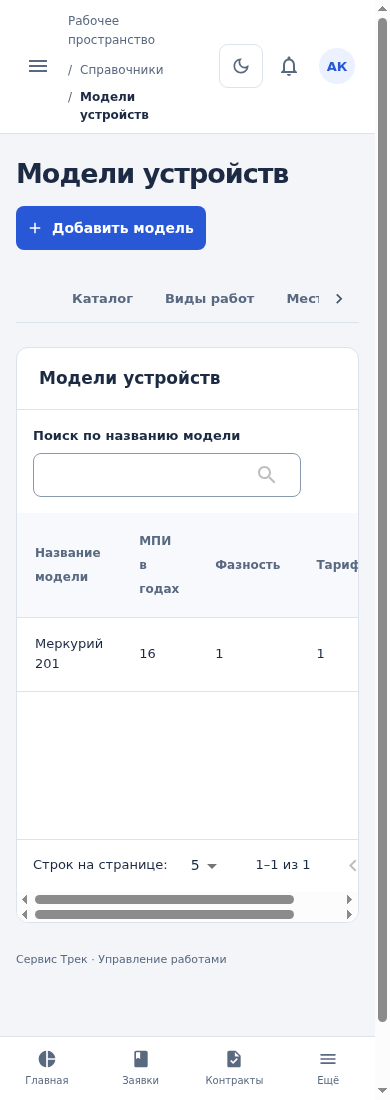 Рабочее
пространство
/ Справочники
/ Модели
устройств
АК
Модели устройств
+ Добавить модель
Каталог Виды работ Мест
Модели устройств
Поиск по названию модели
Название
модели
МПИ
в
годах
Фазность
Тариф
Меркурий
201
16
1
1
Строк на странице: 5 1–1 из 1
Сервис Трек · Управление работами
Главная Заявки Контракты Ещё